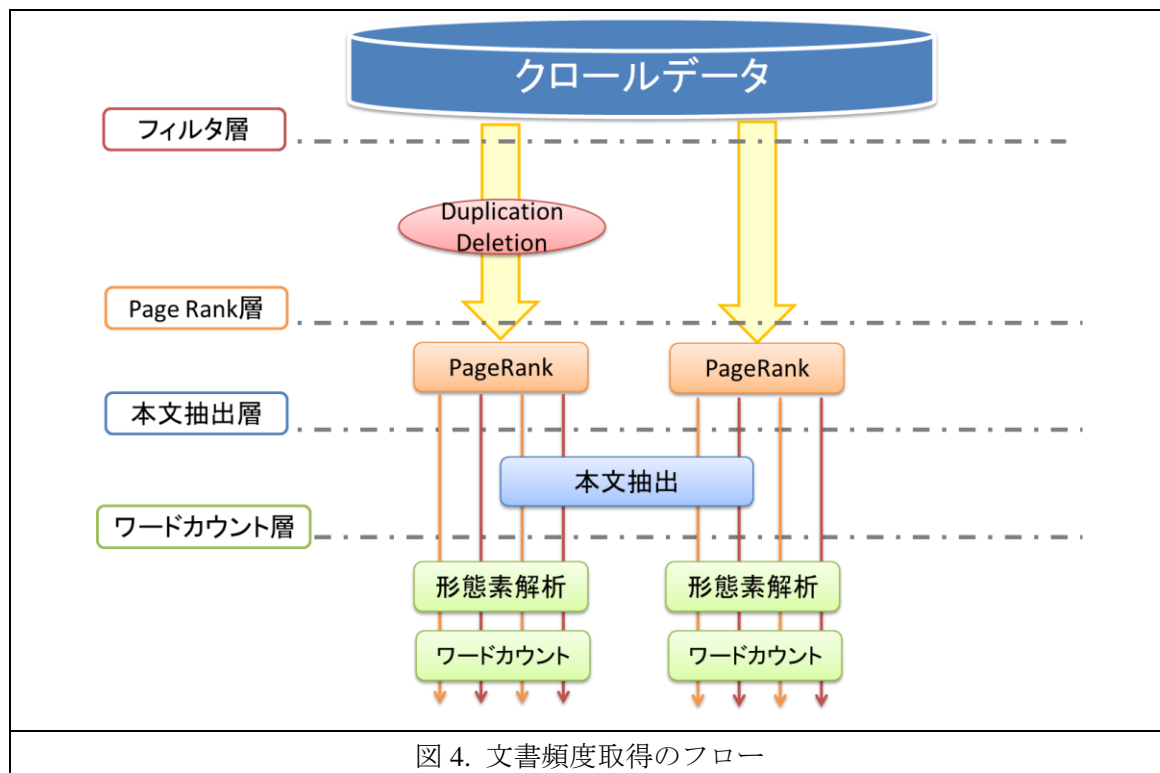 クロールデータ
フィルタ層
Duplication
Deletion
Page Rank層
PageRank
PageRank
本文抽出層
本文抽出
ワードカウント層
形態素解析
形態素解析
ワードカウント
ワードカウント
図 4. 文書頻度取得のフロー